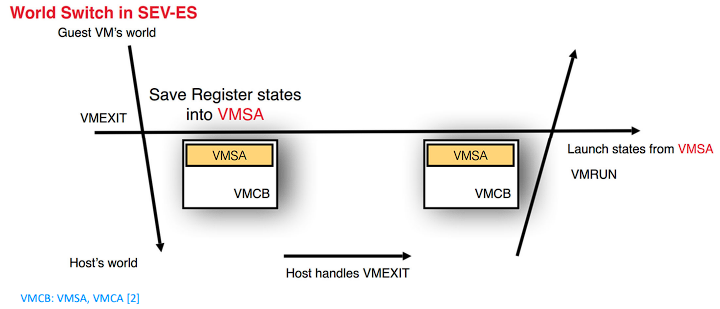 World Switch in SEV-ES
Guest VM's world
Save Register states
into VMSA
VMEXIT
Launch states from VMSA
VMRUN
VMSA
VMCB
VMSA
VMCB
Host's world
Host handles VMEXIT
VMCB: VMSA, VMCA [2]